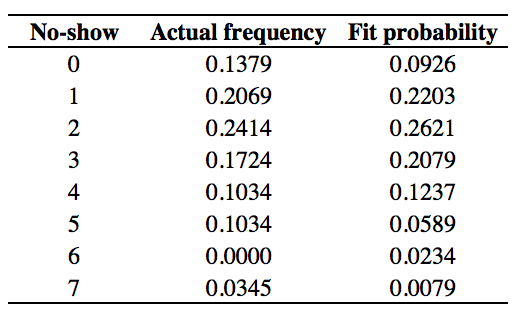 No-show Actual frequency Fit probability
0 0.1379 0.0926
1 0.2069 0.2203
2 0.2414 0.2621
3 0.1724 0.2079
4 0.1034 0.1237
5 0.1034 0.0589
6 0.0000 0.0234
7 0.0345 0.0079